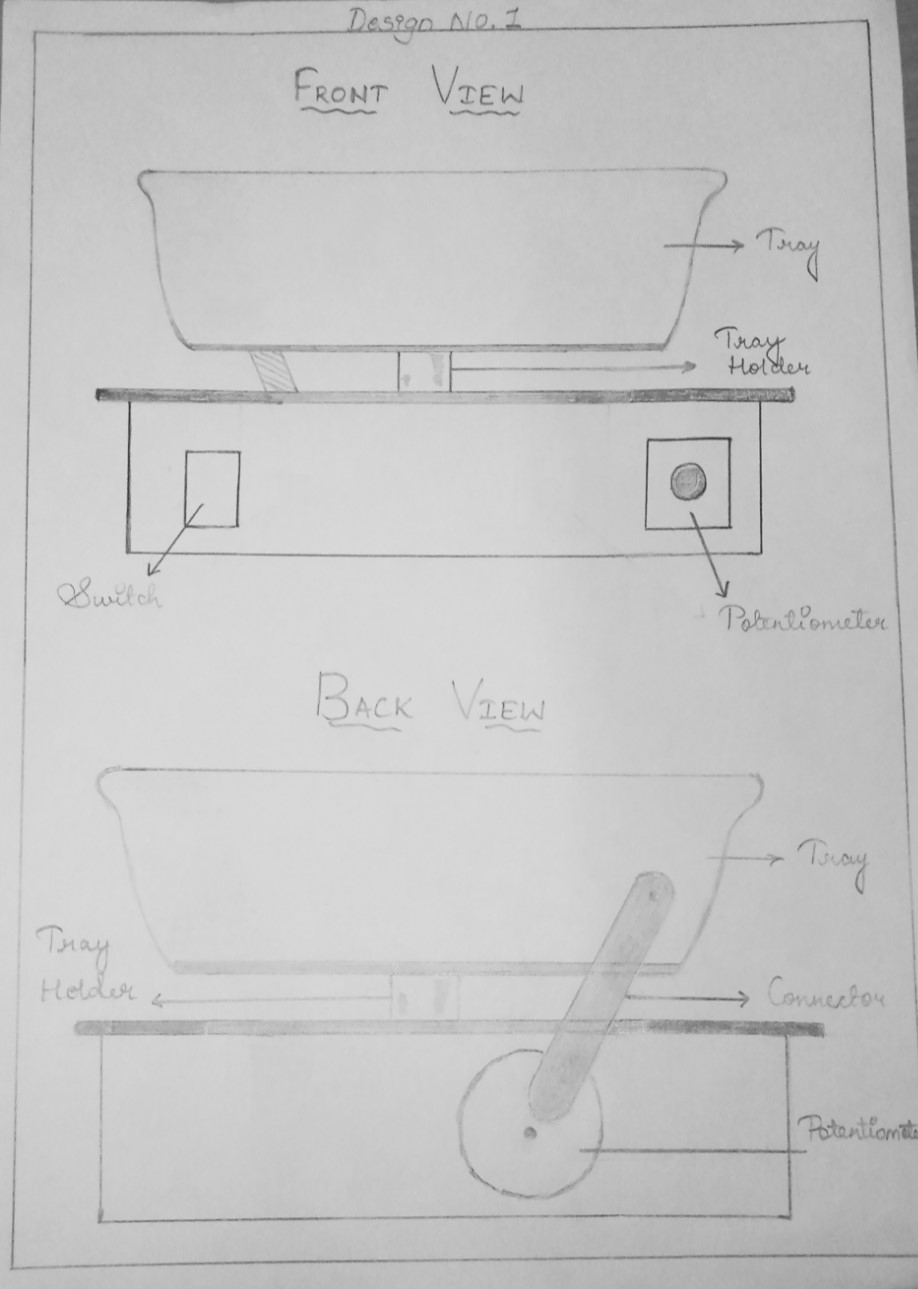 Design No. 1
FRONT VIEW
Tray
Tray
Holder
Switch
Potentiometer
BACK VIEW
Tray
Tray
Holder
Connector
Potentiomete